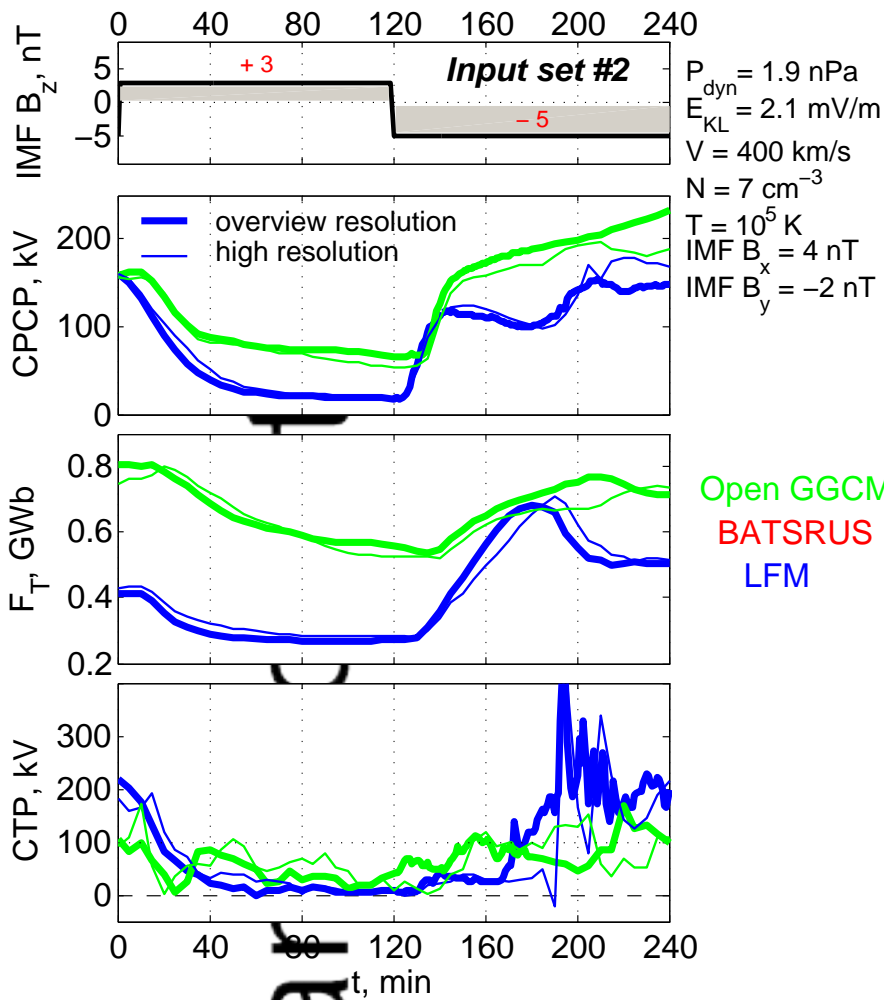 0 40 80 120 160 200 240
IMF B_z, nT
5
0
−5
+ 3
− 5
Input set #2
P_dyn = 1.9 nPa
E_KL = 2.1 mV/m
V = 400 km/s
N = 7 cm^−3
T = 10^5 K
IMF B_x = 4 nT
IMF B_y = −2 nT
CPCP, kV
200
100
0
overview resolution
high resolution
F_T, GWb
0.8
0.6
0.4
0.2
Open GGCM
BATSRUS
LFM
CTP, kV
300
200
100
0
0 40 80 120 160 200 240
t, min